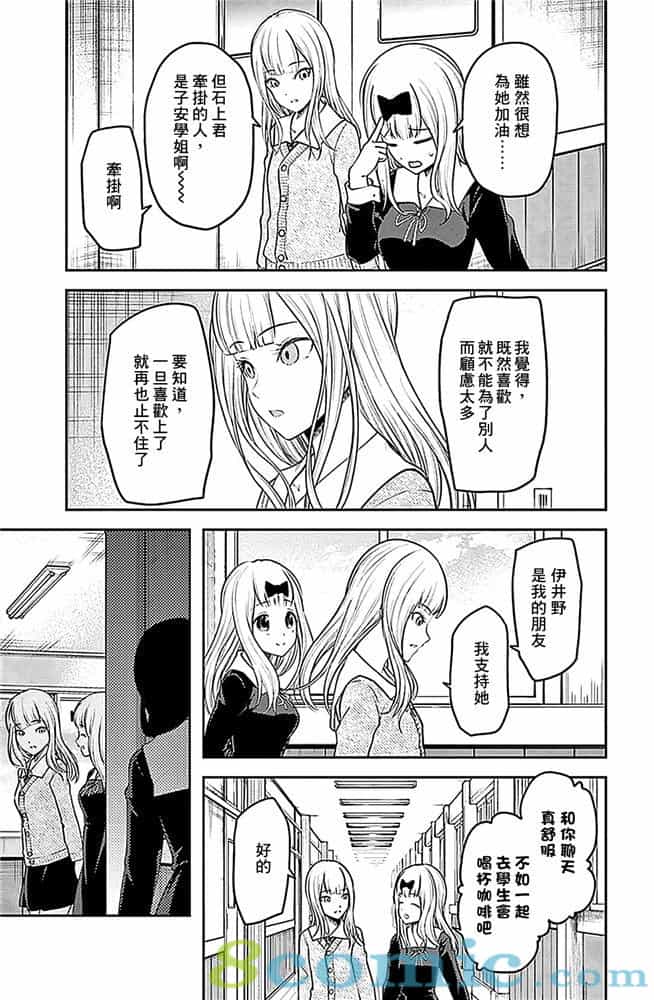 雖然很想
為她加油⋯⋯
但石上君
牽掛的人，
是子安學姐啊～～
牽掛啊
我覺得，
既然喜歡
就不能為了別人
而顧慮太多
要知道，
一旦喜歡上了
就再也止不住了
伊井野
是我的朋友
我支持她
和你聊天
真舒服
不如一起
去學生會
喝杯咖啡吧
好的
8comic.com